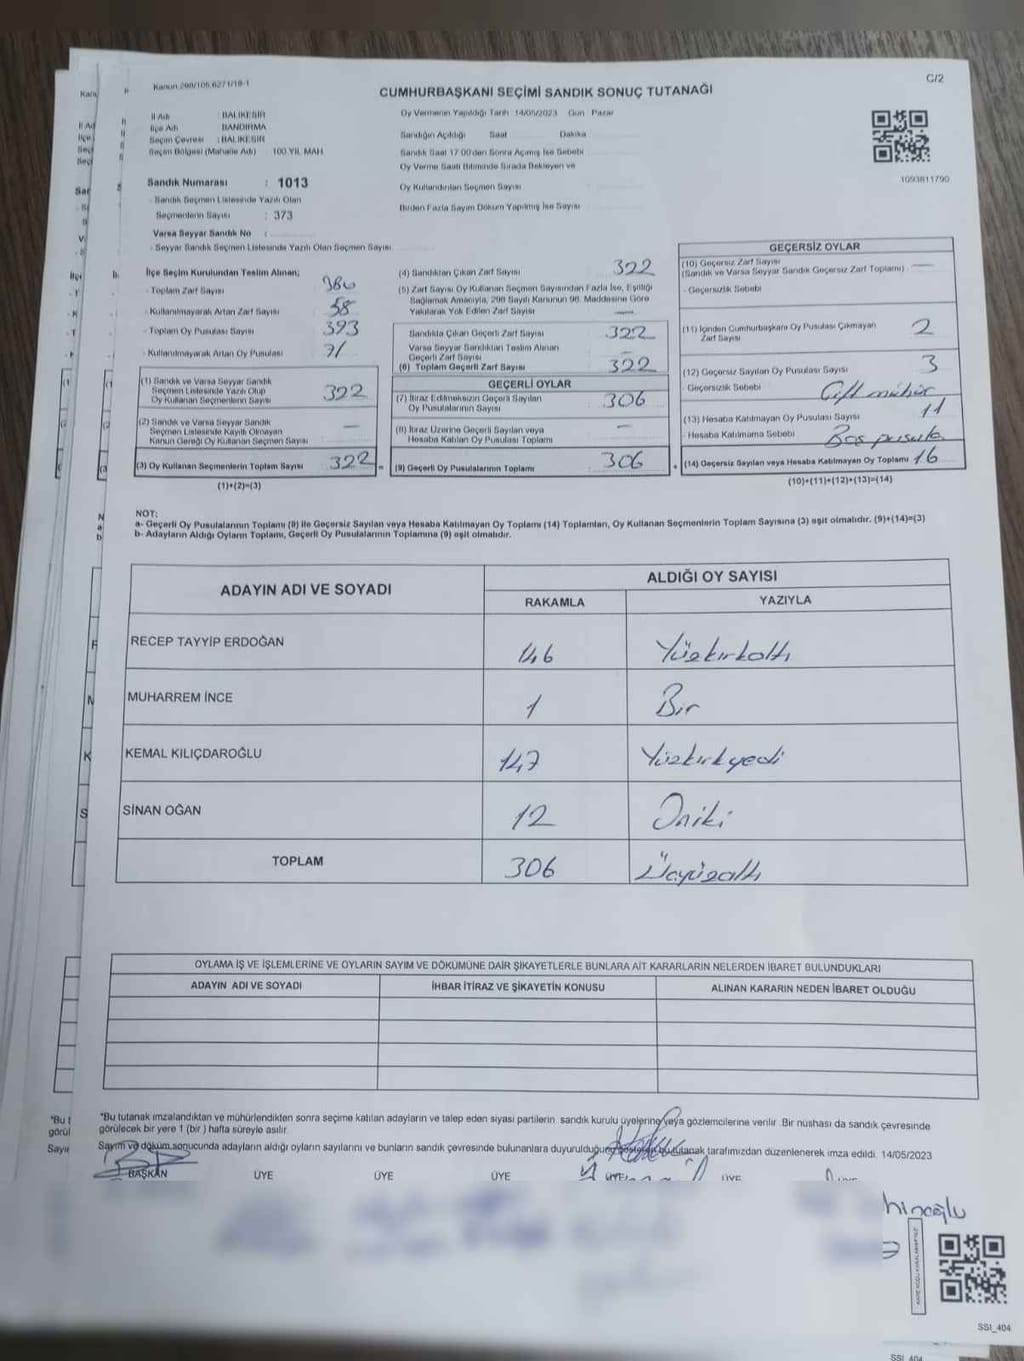 C/2
Kanun 298/105,6271/18-1
CUMHURBAŞKANI SEÇİMİ SANDIK SONUÇ TUTANAĞI
İl Adı : BALIKESİR
İlçe Adı : BANDIRMA
Seçim Çevresi : BALIKESİR
Seçim Bölgesi (Mahalle Adı) : 100.YIL MAH.
Sandık Numarası : 1013
- Sandık Seçmen Listesinde Yazılı Olan
Seçmenlerin Sayısı : 373
Varsa Seyyar Sandık No :
- Seyyar Sandık Seçmen Listesinde Yazılı Olan Seçmen Sayısı
Oy Vermenin Yapıldığı Tarih 14/05/2023 Gün Pazar
Sandığın Açıldığı Saat Dakika
Sandık Saat 17:00'den Sonra Açılmış İse Sebebi
Oy Verme Saati Bitiminde Sırada Bekleyen ve
Oy Kullandırılan Seçmen Sayısı
Birden Fazla Sayım Döküm Yapılmış İse Sayısı
1093811790
İlçe Seçim Kurulundan Teslim Alınan;
- Toplam Zarf Sayısı 380
- Kullanılmayarak Artan Zarf Sayısı 58
- Toplam Oy Pusulası Sayısı 393
- Kullanılmayarak Artan Oy Pusulası 71
(1) Sandık ve Varsa Seyyar Sandık
Seçmen Listesinde Yazılı Olup
Oy Kullanan Seçmenlerin Sayısı 322
(2) Sandık ve Varsa Seyyar Sandık
Seçmen Listesinde Kayıtlı Olmayan
Kanun Gereği Oy Kullanan Seçmen Sayısı —
(3) Oy Kullanan Seçmenlerin Toplam Sayısı 322
(1)+(2)=(3)
(4) Sandıktan Çıkan Zarf Sayısı 322
(5) Zarf Sayısı Oy Kullanan Seçmen Sayısından Fazla İse, Eşitliği
Sağlamak Amacıyla, 298 Sayılı Kanunun 98. Maddesine Göre
Yakılarak Yok Edilen Zarf Sayısı —
Sandıkta Çıkan Geçerli Zarf Sayısı 322
Varsa Seyyar Sandıktan Teslim Alınan
Geçerli Zarf Sayısı —
(6) Toplam Geçerli Zarf Sayısı 322
GEÇERLİ OYLAR
(7) İtiraz Edilmeksizin Geçerli Sayılan
Oy Pusulalarının Sayısı 306
(8) İtiraz Üzerine Geçerli Sayılan veya
Hesaba Katılan Oy Pusulası Toplamı —
(9) Geçerli Oy Pusulalarının Toplamı 306
GEÇERSİZ OYLAR
(10) Geçersiz Zarf Sayısı
(Sandık ve Varsa Seyyar Sandık Geçersiz Zarf Toplamı) —
- Geçersizlik Sebebi
(11) İçinden Cumhurbaşkanı Oy Pusulası Çıkmayan
Zarf Sayısı 2
(12) Geçersiz Sayılan Oy Pusulası Sayısı 3
- Geçersizlik Sebebi Çift mühür
(13) Hesaba Katılmayan Oy Pusulası Sayısı 11
- Hesaba Katılmama Sebebi Boş pusula
(14) Geçersiz Sayılan veya Hesaba Katılmayan Oy Toplamı 16
(10)+(11)+(12)+(13)=(14)
NOT:
a- Geçerli Oy Pusulalarının Toplamı (9) ile Geçersiz Sayılan veya Hesaba Katılmayan Oy Toplamı (14) Toplamları, Oy Kullanan Seçmenlerin Toplam Sayısına (3) eşit olmalıdır. (9)+(14)=(3)
b- Adayların Aldığı Oyların Toplamı, Geçerli Oy Pusulalarının Toplamına (9) eşit olmalıdır.
ADAYIN ADI VE SOYADI
ALDIĞI OY SAYISI
RAKAMLA YAZIYLA
RECEP TAYYİP ERDOĞAN 146 Yüzkırkaltı
MUHARREM İNCE 1 Bir
KEMAL KILIÇDAROĞLU 147 Yüzkırkyedi
SİNAN OĞAN 12 Oniki
TOPLAM 306 Üçyüzaltı
OYLAMA İŞ VE İŞLEMLERİNE VE OYLARIN SAYIM VE DÖKÜMÜNE DAİR ŞİKAYETLERLE BUNLARA AİT KARARLARIN NELERDEN İBARET BULUNDUKLARI
ADAYIN ADI VE SOYADI İHBAR İTİRAZ VE ŞİKAYETİN KONUSU ALINAN KARARIN NEDEN İBARET OLDUĞU
*Bu tutanak imzalandıktan ve mühürlendikten sonra seçime katılan adayların ve talep eden siyasi partilerin sandık kurulu üyelerine veya gözlemcilerine verilir. Bir nüshası da sandık çevresinde
görülecek bir yere 1 (bir) hafta süreyle asılır.
Sayım ve döküm sonucunda adayların aldığı oyların sayılarını ve bunların sandık çevresinde bulunanlara duyurulduğunu tutanak tarafımızdan düzenlenerek imza edildi. 14/05/2023
BAŞKAN ÜYE ÜYE ÜYE ÜYE ÜYE
SSİ_404
SSİ_404